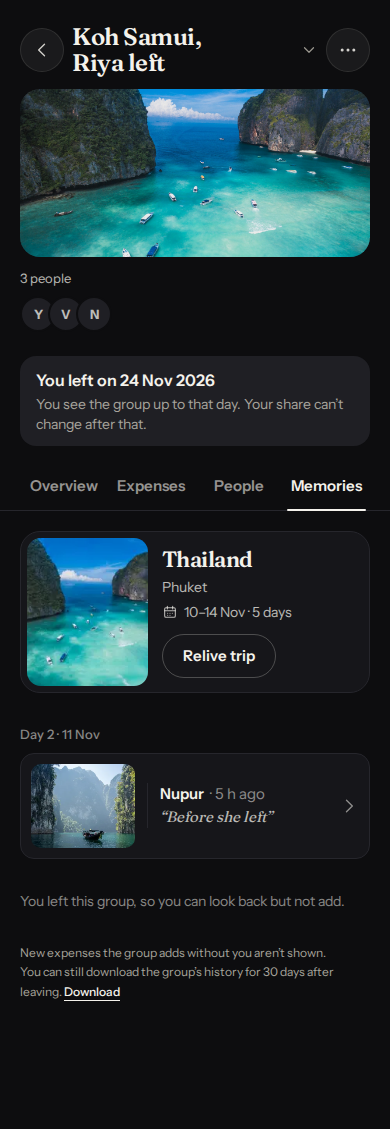 Koh Samui,
Riya left
3 people
Y V N
You left on 24 Nov 2026
You see the group up to that day. Your share can't
change after that.
Overview Expenses People Memories
Thailand
Phuket
10–14 Nov · 5 days
Relive trip
Day 2 · 11 Nov
Nupur · 5 h ago
“Before she left”
You left this group, so you can look back but not add.
New expenses the group adds without you aren't shown.
You can still download the group's history for 30 days after
leaving. Download